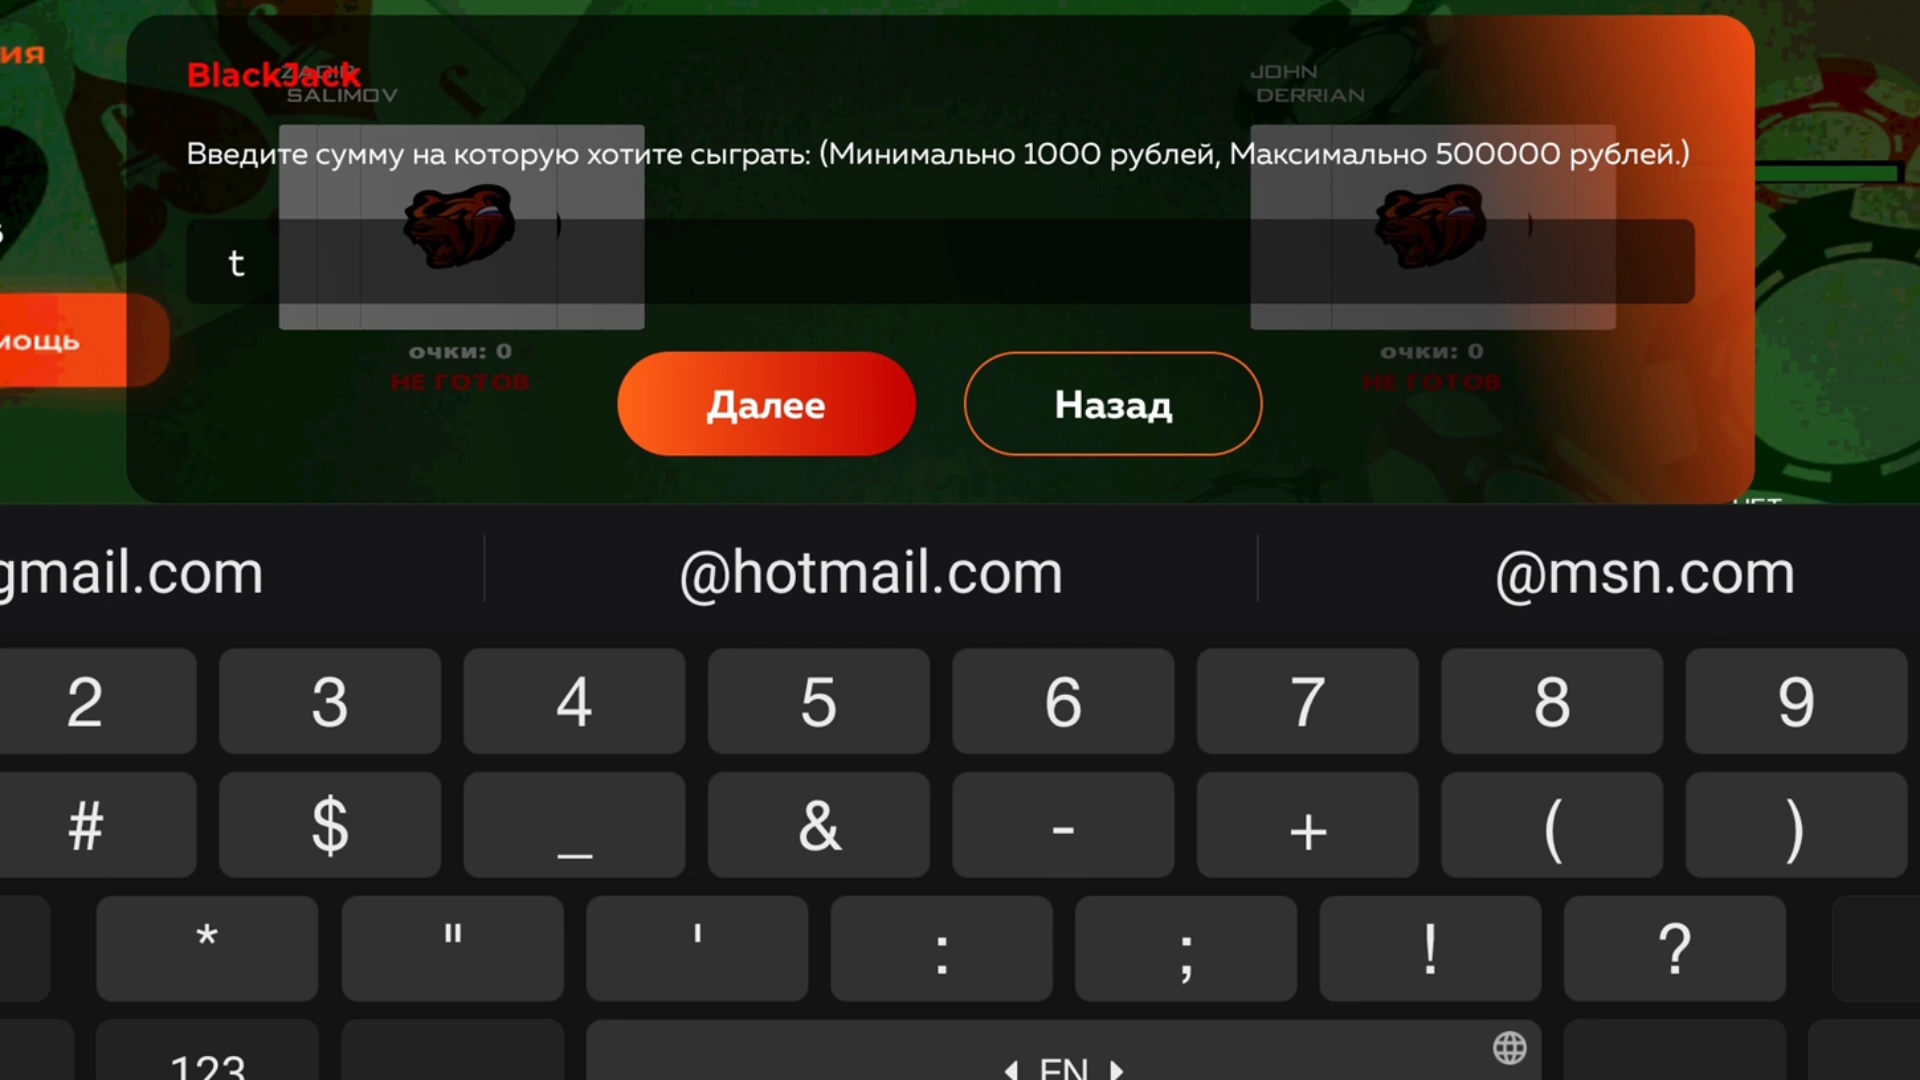 ия
BlackJack
SALIMOV
JOHN
DERRIAN
Введите сумму на которую хотите сыграть: (Минимально 1000 рублей, Максимально 500000 рублей.)
t
мощь
очки: 0
НЕ ГОТОВ
очки: 0
НЕ ГОТОВ
Далее
Назад
gmail.com
@hotmail.com
@msn.com
2 3 4 5 6 7 8 9
# $ _ & - + ( )
* " ' : ; ! ?
123
EN